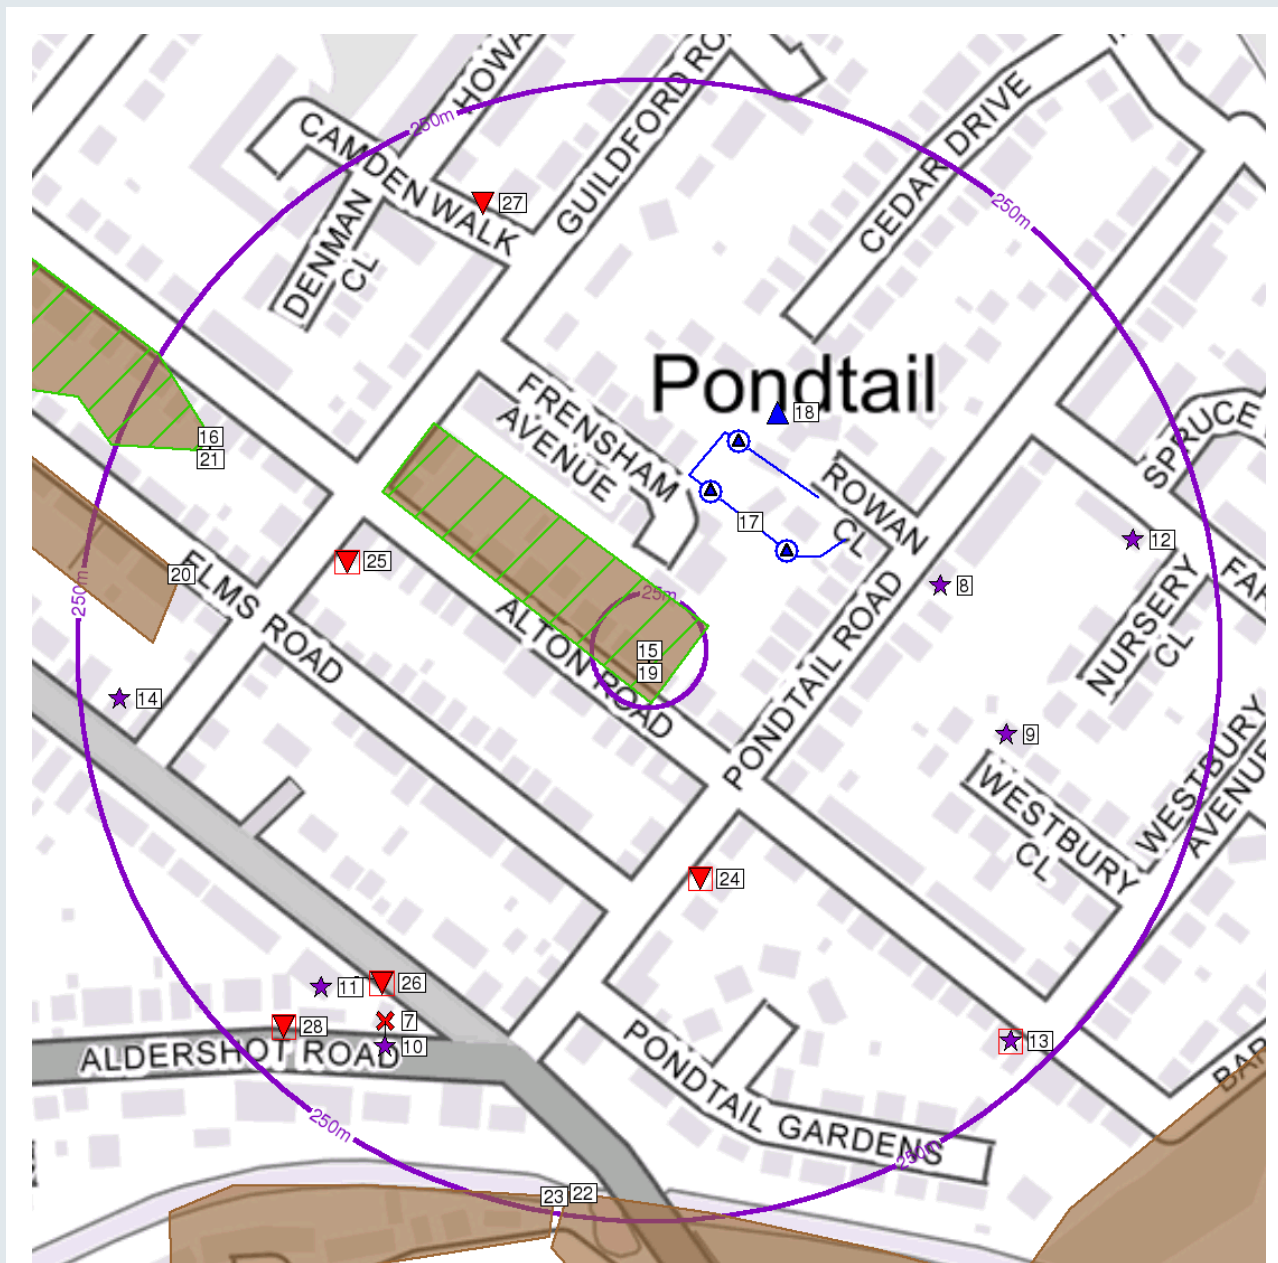 HOWA
GUILDFORD RO
250m
CAMDEN WALK
27
CEDAR DRIVE
250m
DENMAN
CL
Pondtail
FRENSHAM
AVENUE
18
16
21
SPRUCE
ROWAN
CL
17
12
25
20
ELMS ROAD
250m
25m
8
NURSERY
CL
FAR
ALTON ROAD
15
19
PONDTAIL ROAD
14
9
WESTBURY
CL
WESTBURY
AVENUE
24
11
26
7
28
10
ALDERSHOT ROAD
13
PONDTAIL GARDENS
BAR
250m
250m
23
22